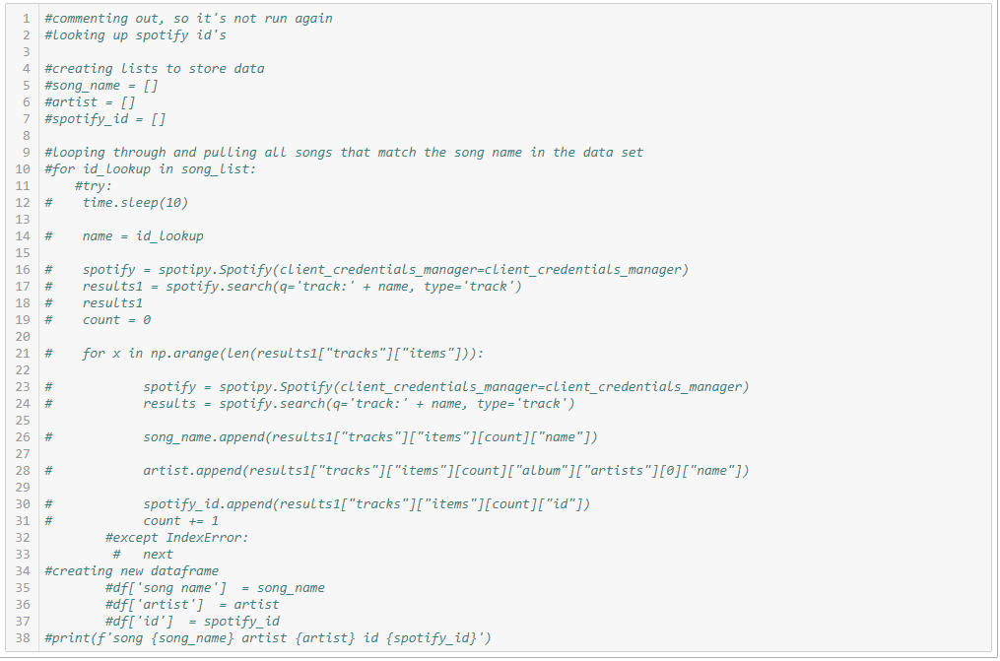 1 #commenting out, so it's not run again
2 #looking up spotify id's
3
4 #creating lists to store data
5 #song_name = []
6 #artist = []
7 #spotify_id = []
8
9 #looping through and pulling all songs that match the song name in the data set
10 #for id_lookup in song_list:
11     #try:
12 #    time.sleep(10)
13
14 #    name = id_lookup
15
16 #    spotify = spotipy.Spotify(client_credentials_manager=client_credentials_manager)
17 #    results1 = spotify.search(q='track:' + name, type='track')
18 #    results1
19 #    count = 0
20
21 #    for x in np.arange(len(results1["tracks"]["items"])):
22
23 #            spotify = spotipy.Spotify(client_credentials_manager=client_credentials_manager)
24 #            results = spotify.search(q='track:' + name, type='track')
25
26 #            song_name.append(results1["tracks"]["items"][count]["name"])
27
28 #            artist.append(results1["tracks"]["items"][count]["album"]["artists"][0]["name"])
29
30 #            spotify_id.append(results1["tracks"]["items"][count]["id"])
31 #            count += 1
32         #except IndexError:
33          #   next
34 #creating new dataframe
35         #df['song name']  = song_name
36         #df['artist']  = artist
37         #df['id']  = spotify_id
38 #print(f'song {song_name} artist {artist} id {spotify_id}')